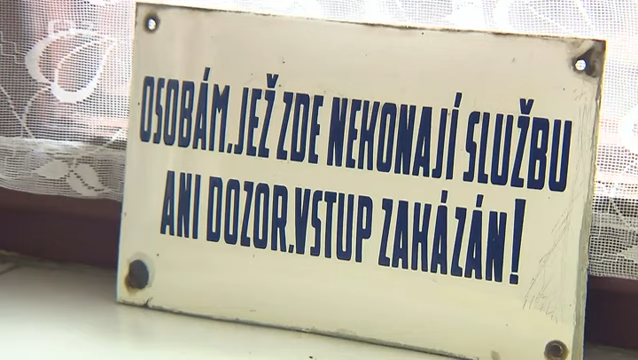 OSOBÁM,JEŽ ZDE NEKONAJÍ SLUŽBU
ANI DOZOR,VSTUP ZAKÁZÁN!